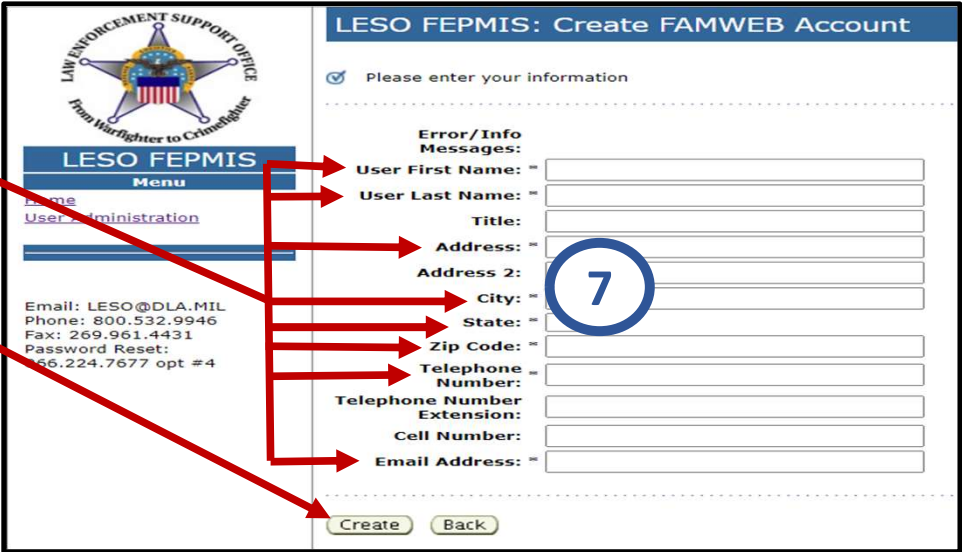 LAW ENFORCEMENT SUPPORT OFFICE
From Warfighter to Crimefighter
LESO FEPMIS
Menu
Home
User Administration
Email: LESO@DLA.MIL
Phone: 800.532.9946
Fax: 269.961.4431
Password Reset:
66.224.7677 opt #4
LESO FEPMIS: Create FAMWEB Account
Please enter your information
Error/Info
Messages:
User First Name: *
User Last Name: *
Title:
Address: *
Address 2:
7
City: *
State: *
Zip Code: *
Telephone *
Number:
Telephone Number
Extension:
Cell Number:
Email Address: *
Create Back